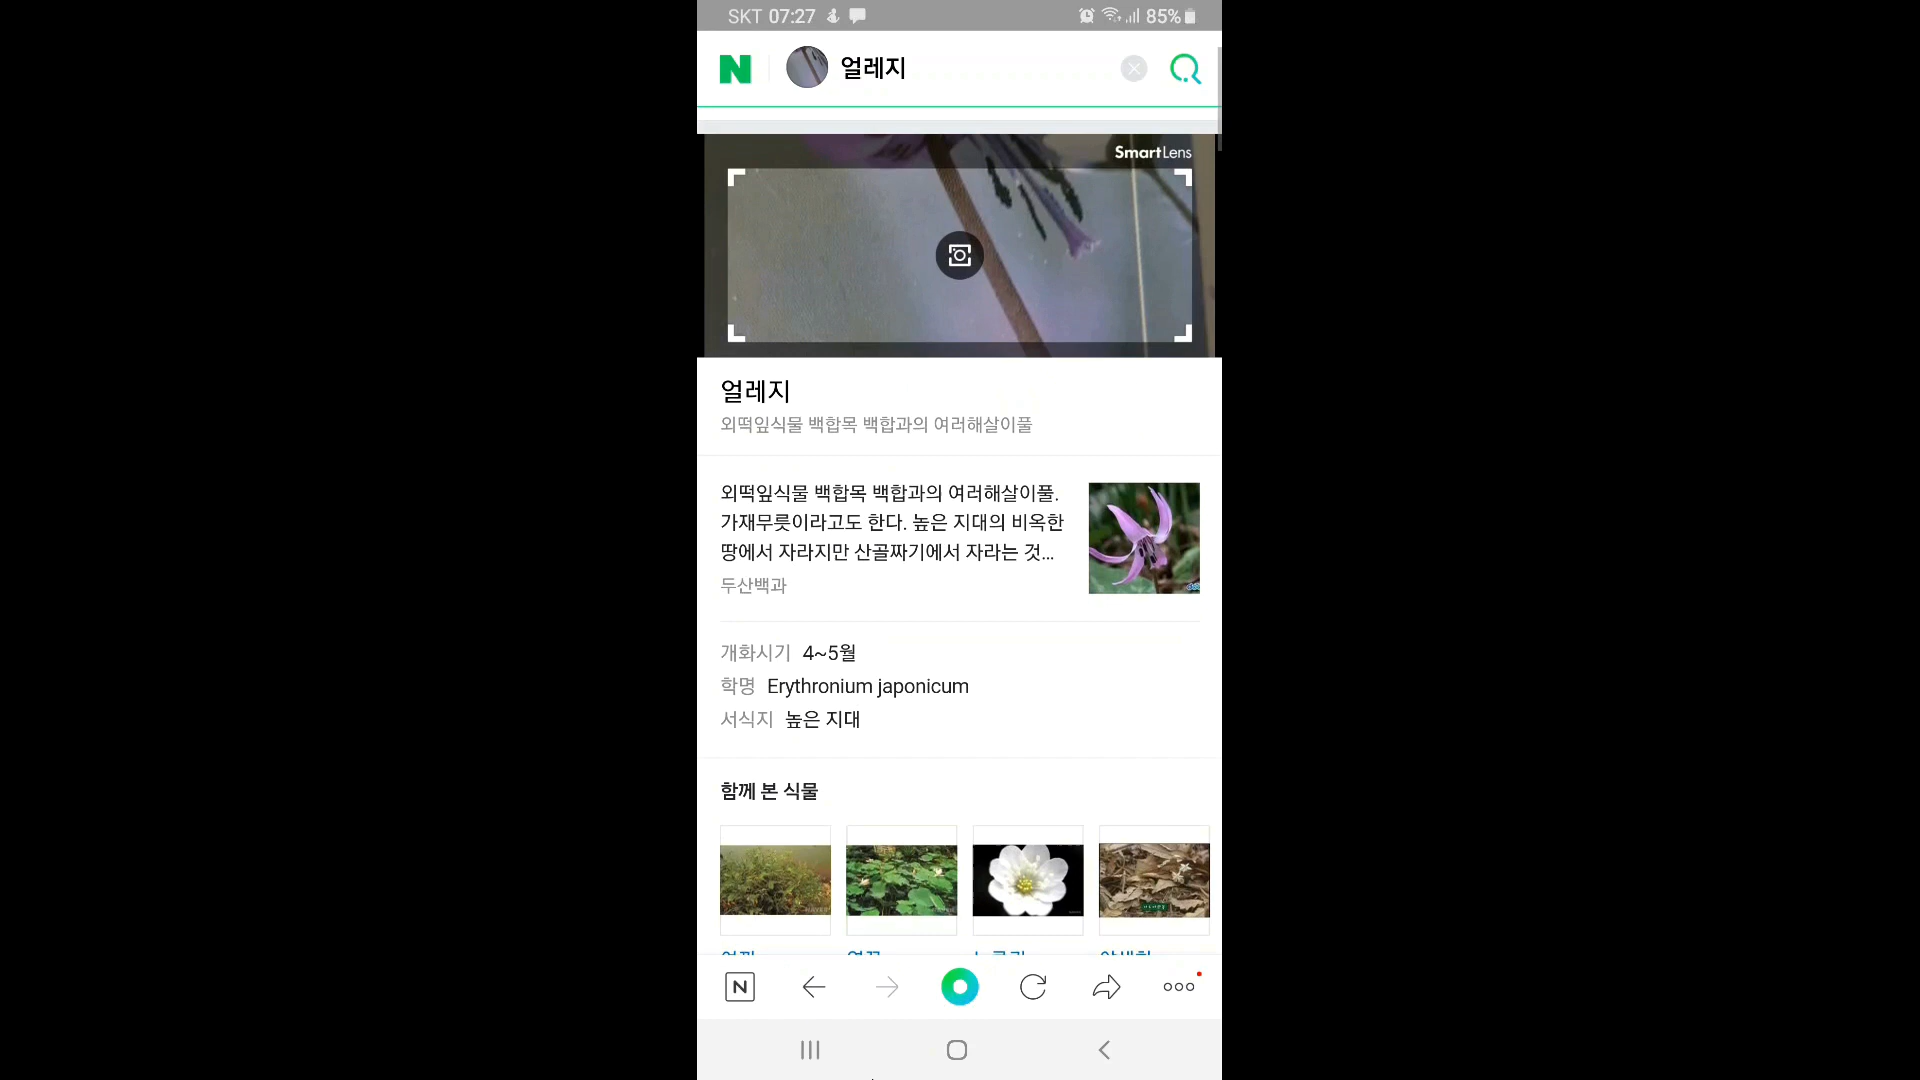 SKT 07:27 85%
N 얼레지
SmartLens
얼레지
외떡잎식물 백합목 백합과의 여러해살이풀
외떡잎식물 백합목 백합과의 여러해살이풀.
가재무릇이라고도 한다. 높은 지대의 비옥한
땅에서 자라지만 산골짜기에서 자라는 것...
두산백과
개화시기 4~5월
학명 Erythronium japonicum
서식지 높은 지대
함께 본 식물
N